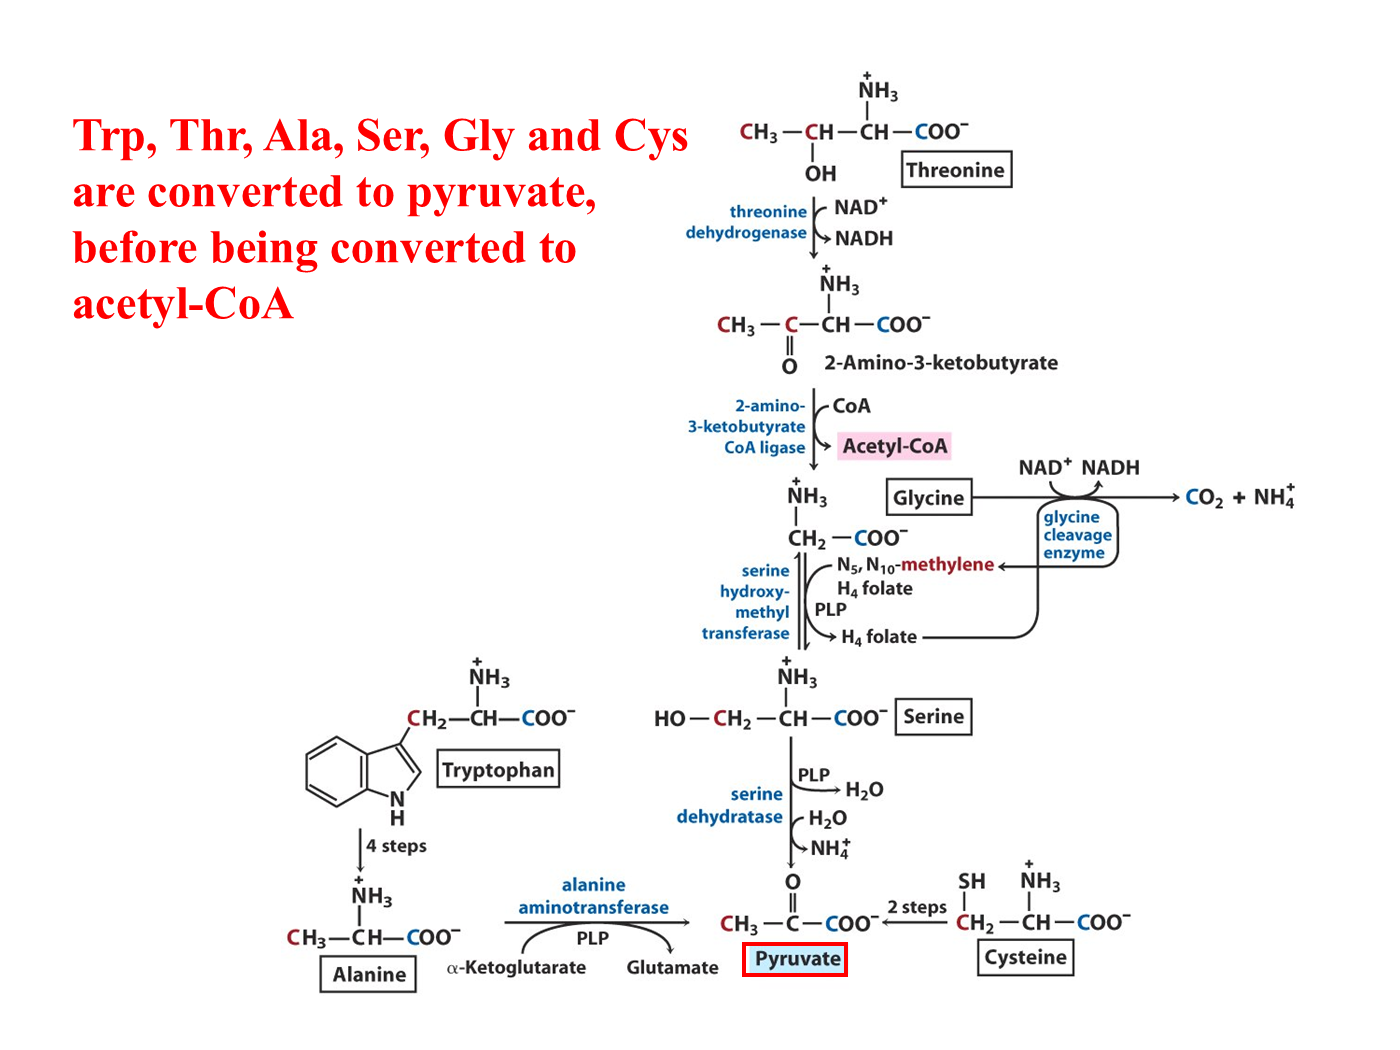 Trp, Thr, Ala, Ser, Gly and Cys
are converted to pyruvate,
before being converted to
acetyl-CoA
+
NH3
CH3—CH—CH—COO−
OH
Threonine
threonine
dehydrogenase
NAD+
NADH
+
NH3
CH3—C—CH—COO−
O
2-Amino-3-ketobutyrate
2-amino-
3-ketobutyrate
CoA ligase
CoA
Acetyl-CoA
+
NH3
CH2—COO−
Glycine
NAD+ NADH
CO2 + NH4+
glycine
cleavage
enzyme
serine
hydroxy-
methyl
transferase
N5, N10-methylene
H4 folate
PLP
H4 folate
+
NH3
HO—CH2—CH—COO−
Serine
+
NH3
CH2—CH—COO−
N
H
Tryptophan
4 steps
serine
dehydratase
PLP
H2O
H2O
NH4+
+
NH3
CH3—CH—COO−
Alanine
alanine
aminotransferase
PLP
α-Ketoglutarate
Glutamate
O
CH3—C—COO−
Pyruvate
2 steps
+
SH NH3
CH2—CH—COO−
Cysteine